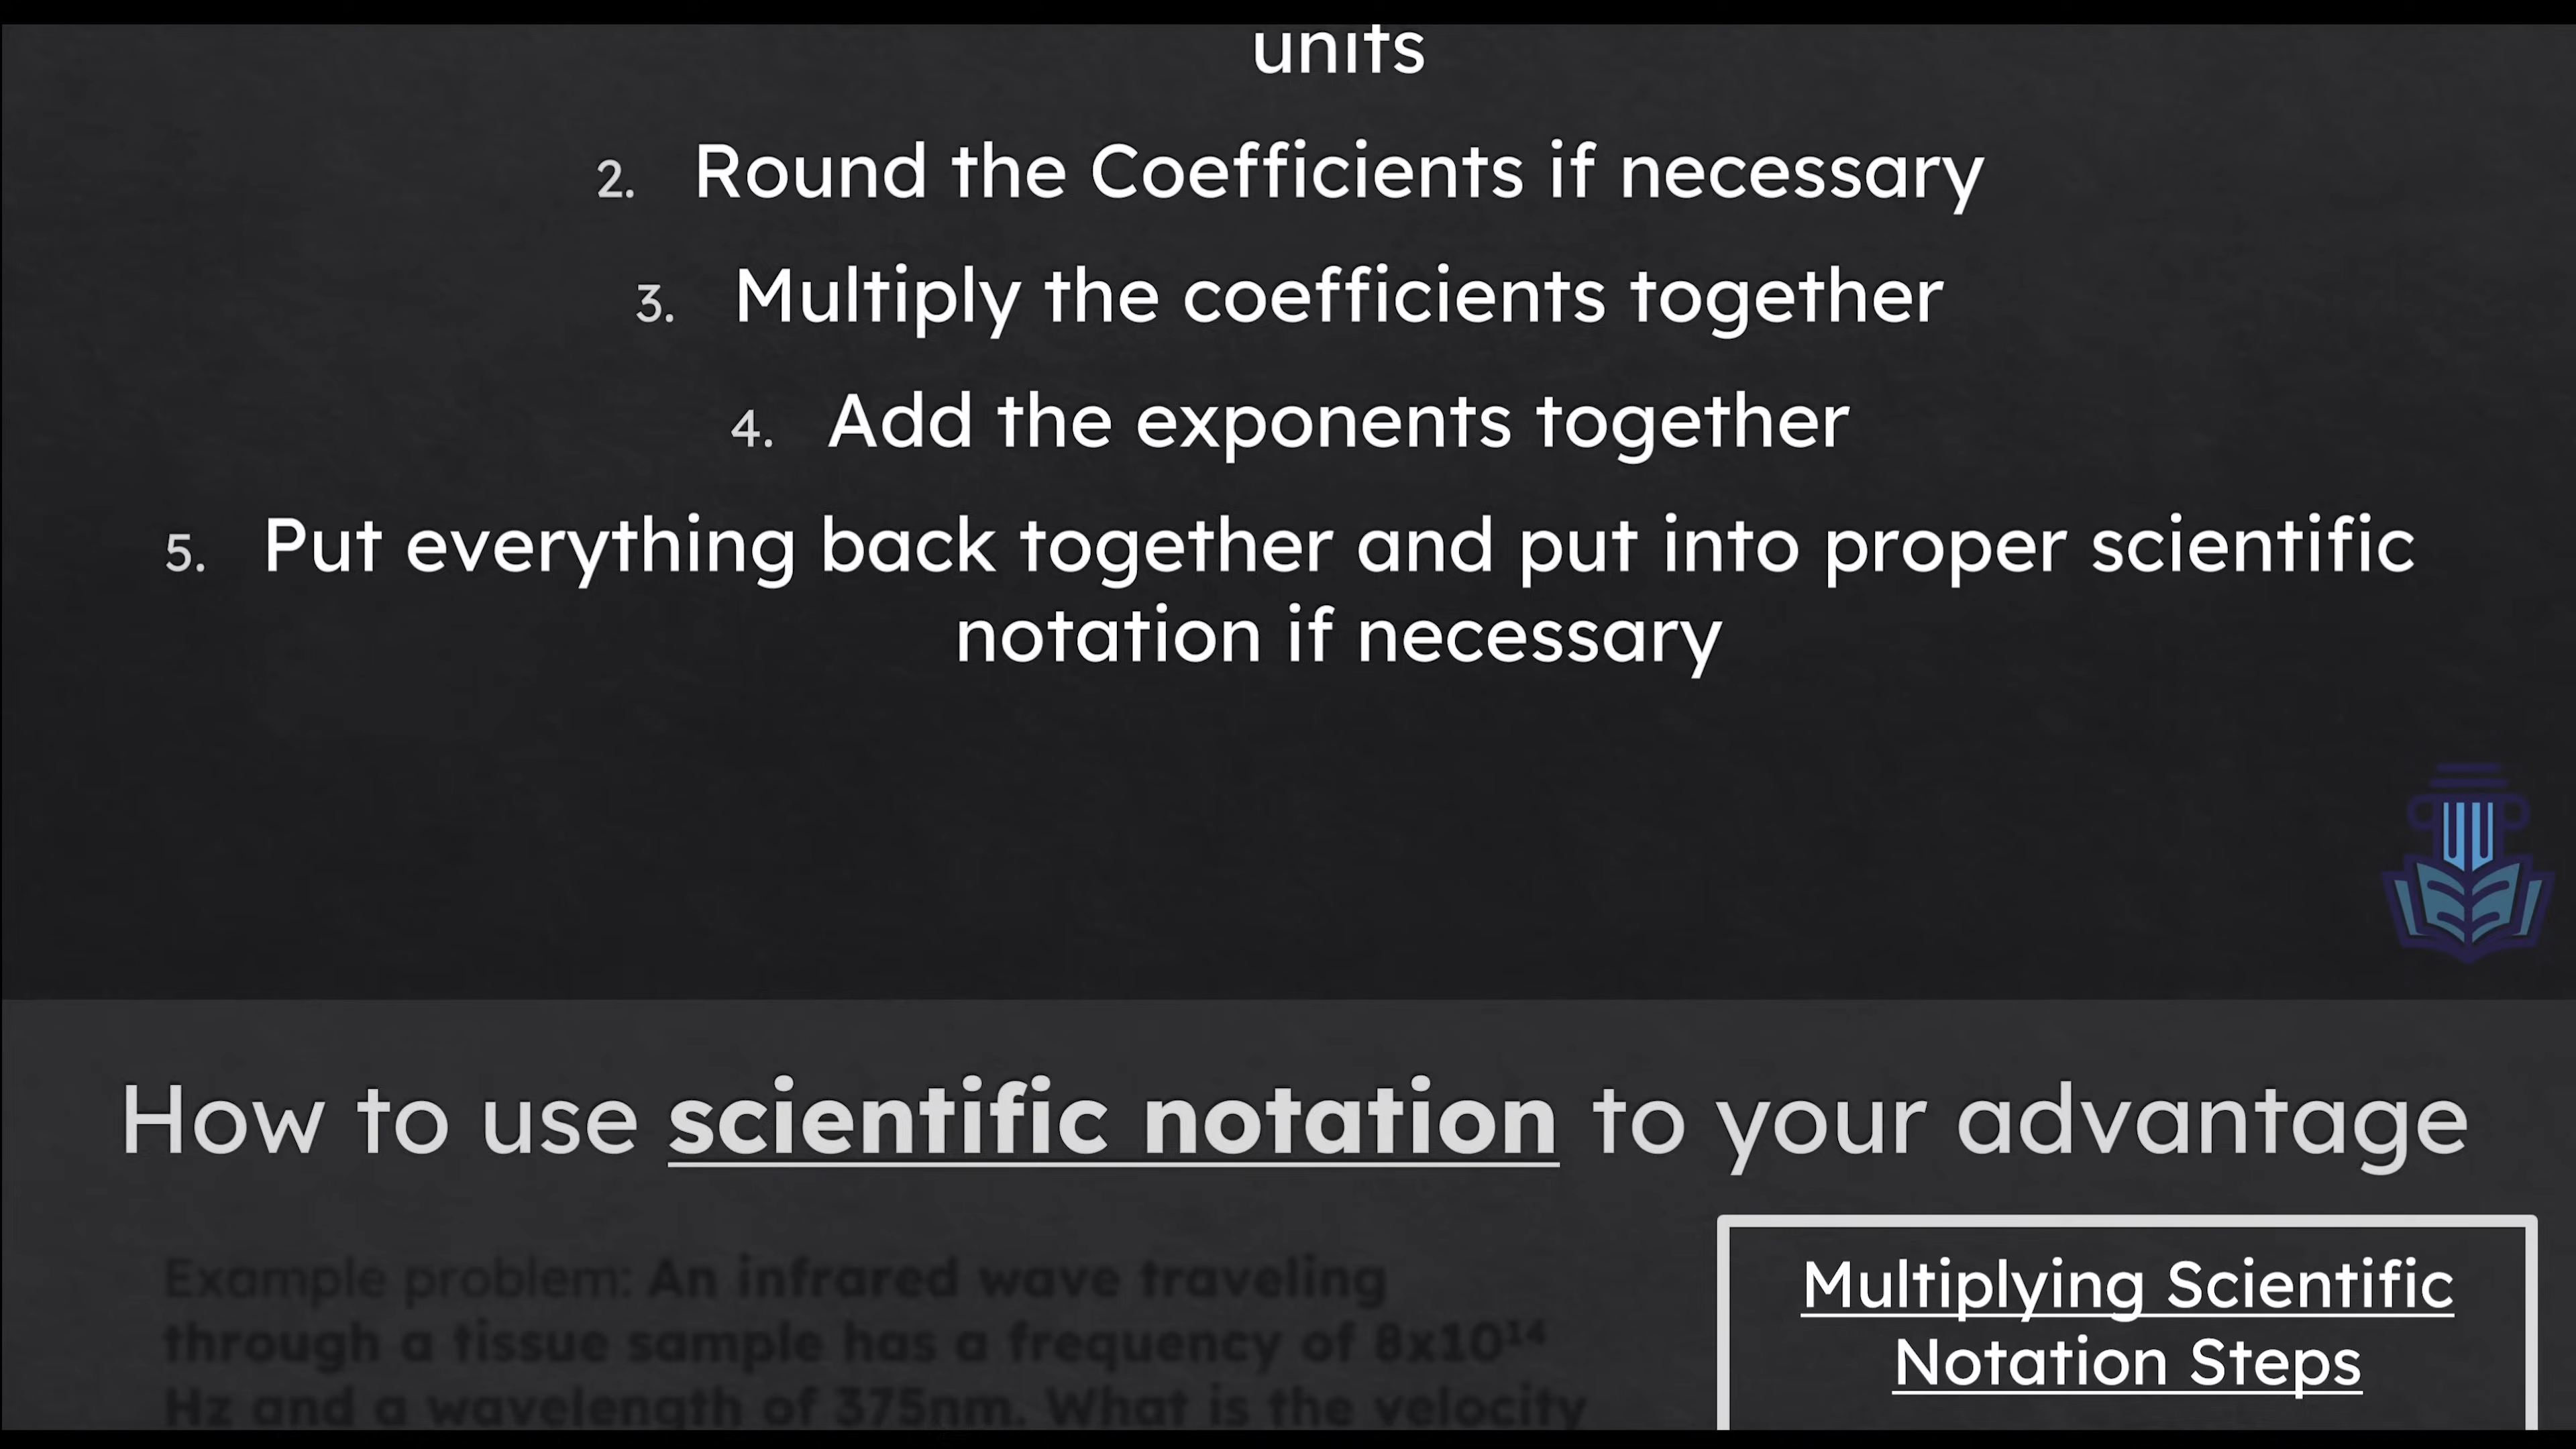 units
2. Round the Coefficients if necessary
3. Multiply the coefficients together
4. Add the exponents together
5. Put everything back together and put into proper scientific
notation if necessary
How to use scientific notation to your advantage
Example problem: An infrared wave traveling
through a tissue sample has a frequency of 8x10¹⁴
Hz and a wavelength of 375nm. What is the velocity
Multiplying Scientific
Notation Steps